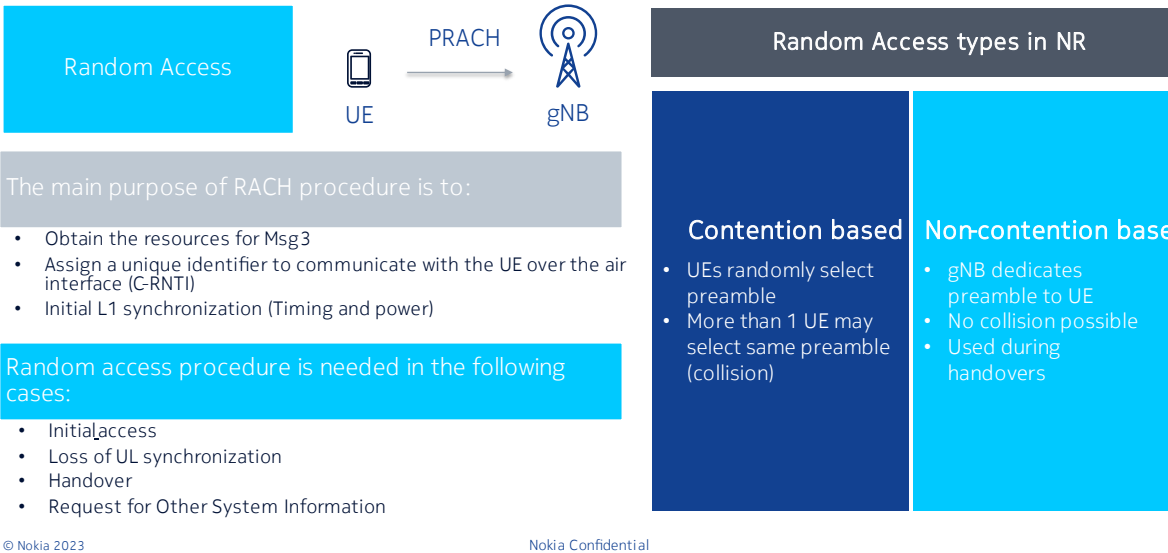 Random Access
PRACH
UE
gNB
The main purpose of RACH procedure is to:
• Obtain the resources for Msg3
• Assign a unique identifier to communicate with the UE over the air
interface (C-RNTI)
• Initial L1 synchronization (Timing and power)
Random access procedure is needed in the following
cases:
• Initial access
• Loss of UL synchronization
• Handover
• Request for Other System Information
Random Access types in NR
Contention based
• UEs randomly select
preamble
• More than 1 UE may
select same preamble
(collision)
Non-contention base
• gNB dedicates
preamble to UE
• No collision possible
• Used during
handovers
© Nokia 2023
Nokia Confidential